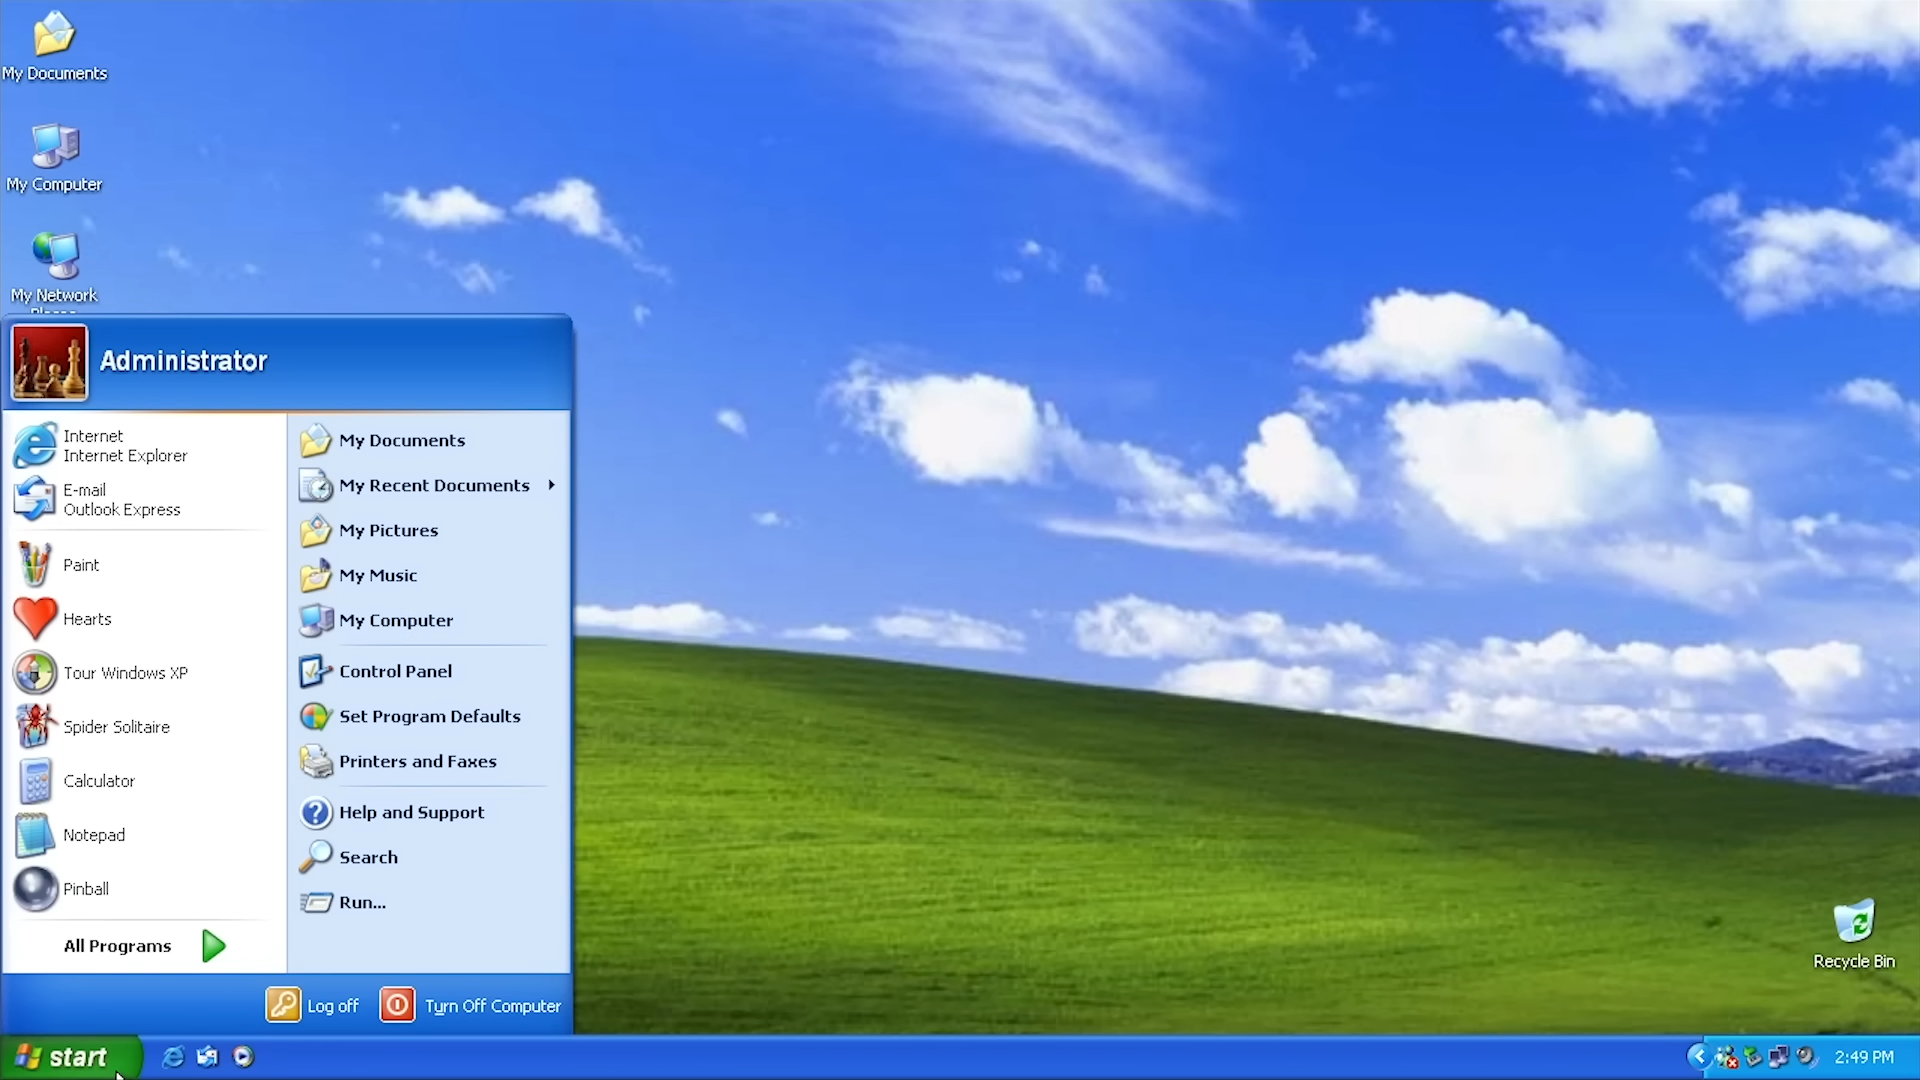 My Documents
My Computer
My Network
Administrator
Internet
Internet Explorer
E-mail
Outlook Express
Paint
Hearts
Tour Windows XP
Spider Solitaire
Calculator
Notepad
Pinball
All Programs
My Documents
My Recent Documents
My Pictures
My Music
My Computer
Control Panel
Set Program Defaults
Printers and Faxes
Help and Support
Search
Run...
Log off
Turn Off Computer
Recycle Bin
start
2:49 PM